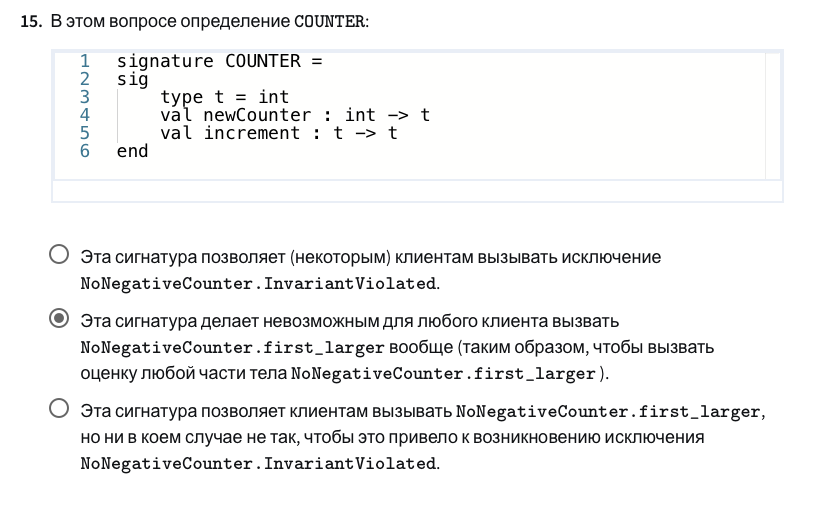 15. В этом вопросе определение COUNTER:
1 signature COUNTER =
2 sig
3 type t = int
4 val newCounter : int -> t
5 val increment : t -> t
6 end
Эта сигнатура позволяет (некоторым) клиентам вызывать исключение
NoNegativeCounter.InvariantViolated.
Эта сигнатура делает невозможным для любого клиента вызвать
NoNegativeCounter.first_larger вообще (таким образом, чтобы вызвать
оценку любой части тела NoNegativeCounter.first_larger ).
Эта сигнатура позволяет клиентам вызывать NoNegativeCounter.first_larger,
но ни в коем случае не так, чтобы это привело к возникновению исключения
NoNegativeCounter.InvariantViolated.